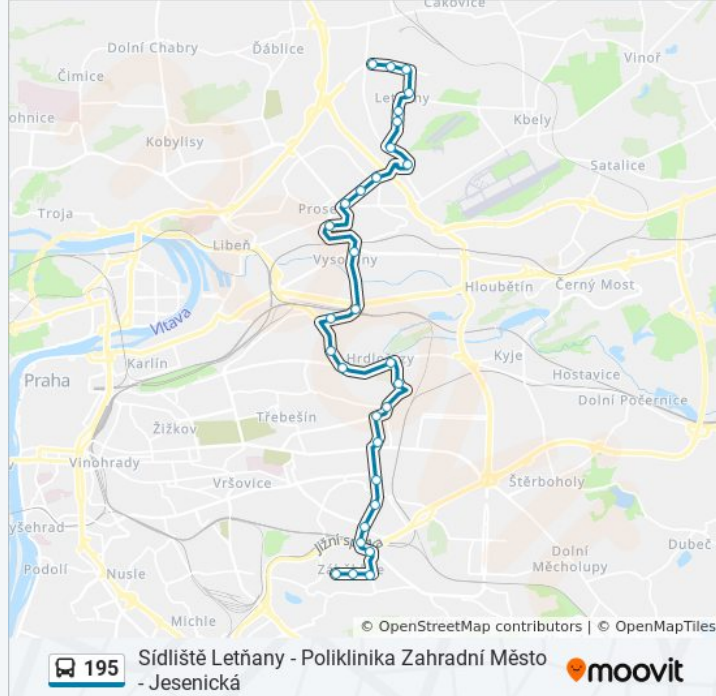 Čakovice
Dolní Chabry
Ďáblice
Vinoř
Čimice
Letňany
ohnice
Kbely
Kobylisy
Satalice
Troja
Prosek
Libeň
Vysočany
Hloubětín
Černý Most
Vltava
Karlín
Hrdlořezy
Kyje
Hostavice
Praha
Dolní Počernice
Třebešín
Žižkov
Vinohrady
Vršovice
Štěrboholy
yšehrad
Jižní spojka
Dubeč
Podolí
Nusle
Dolní
Měcholupy
Michle
© OpenStreetMap contributors | © OpenMapTiles
195
Sídliště Letňany - Poliklinika Zahradní Město
- Jesenická
moovit